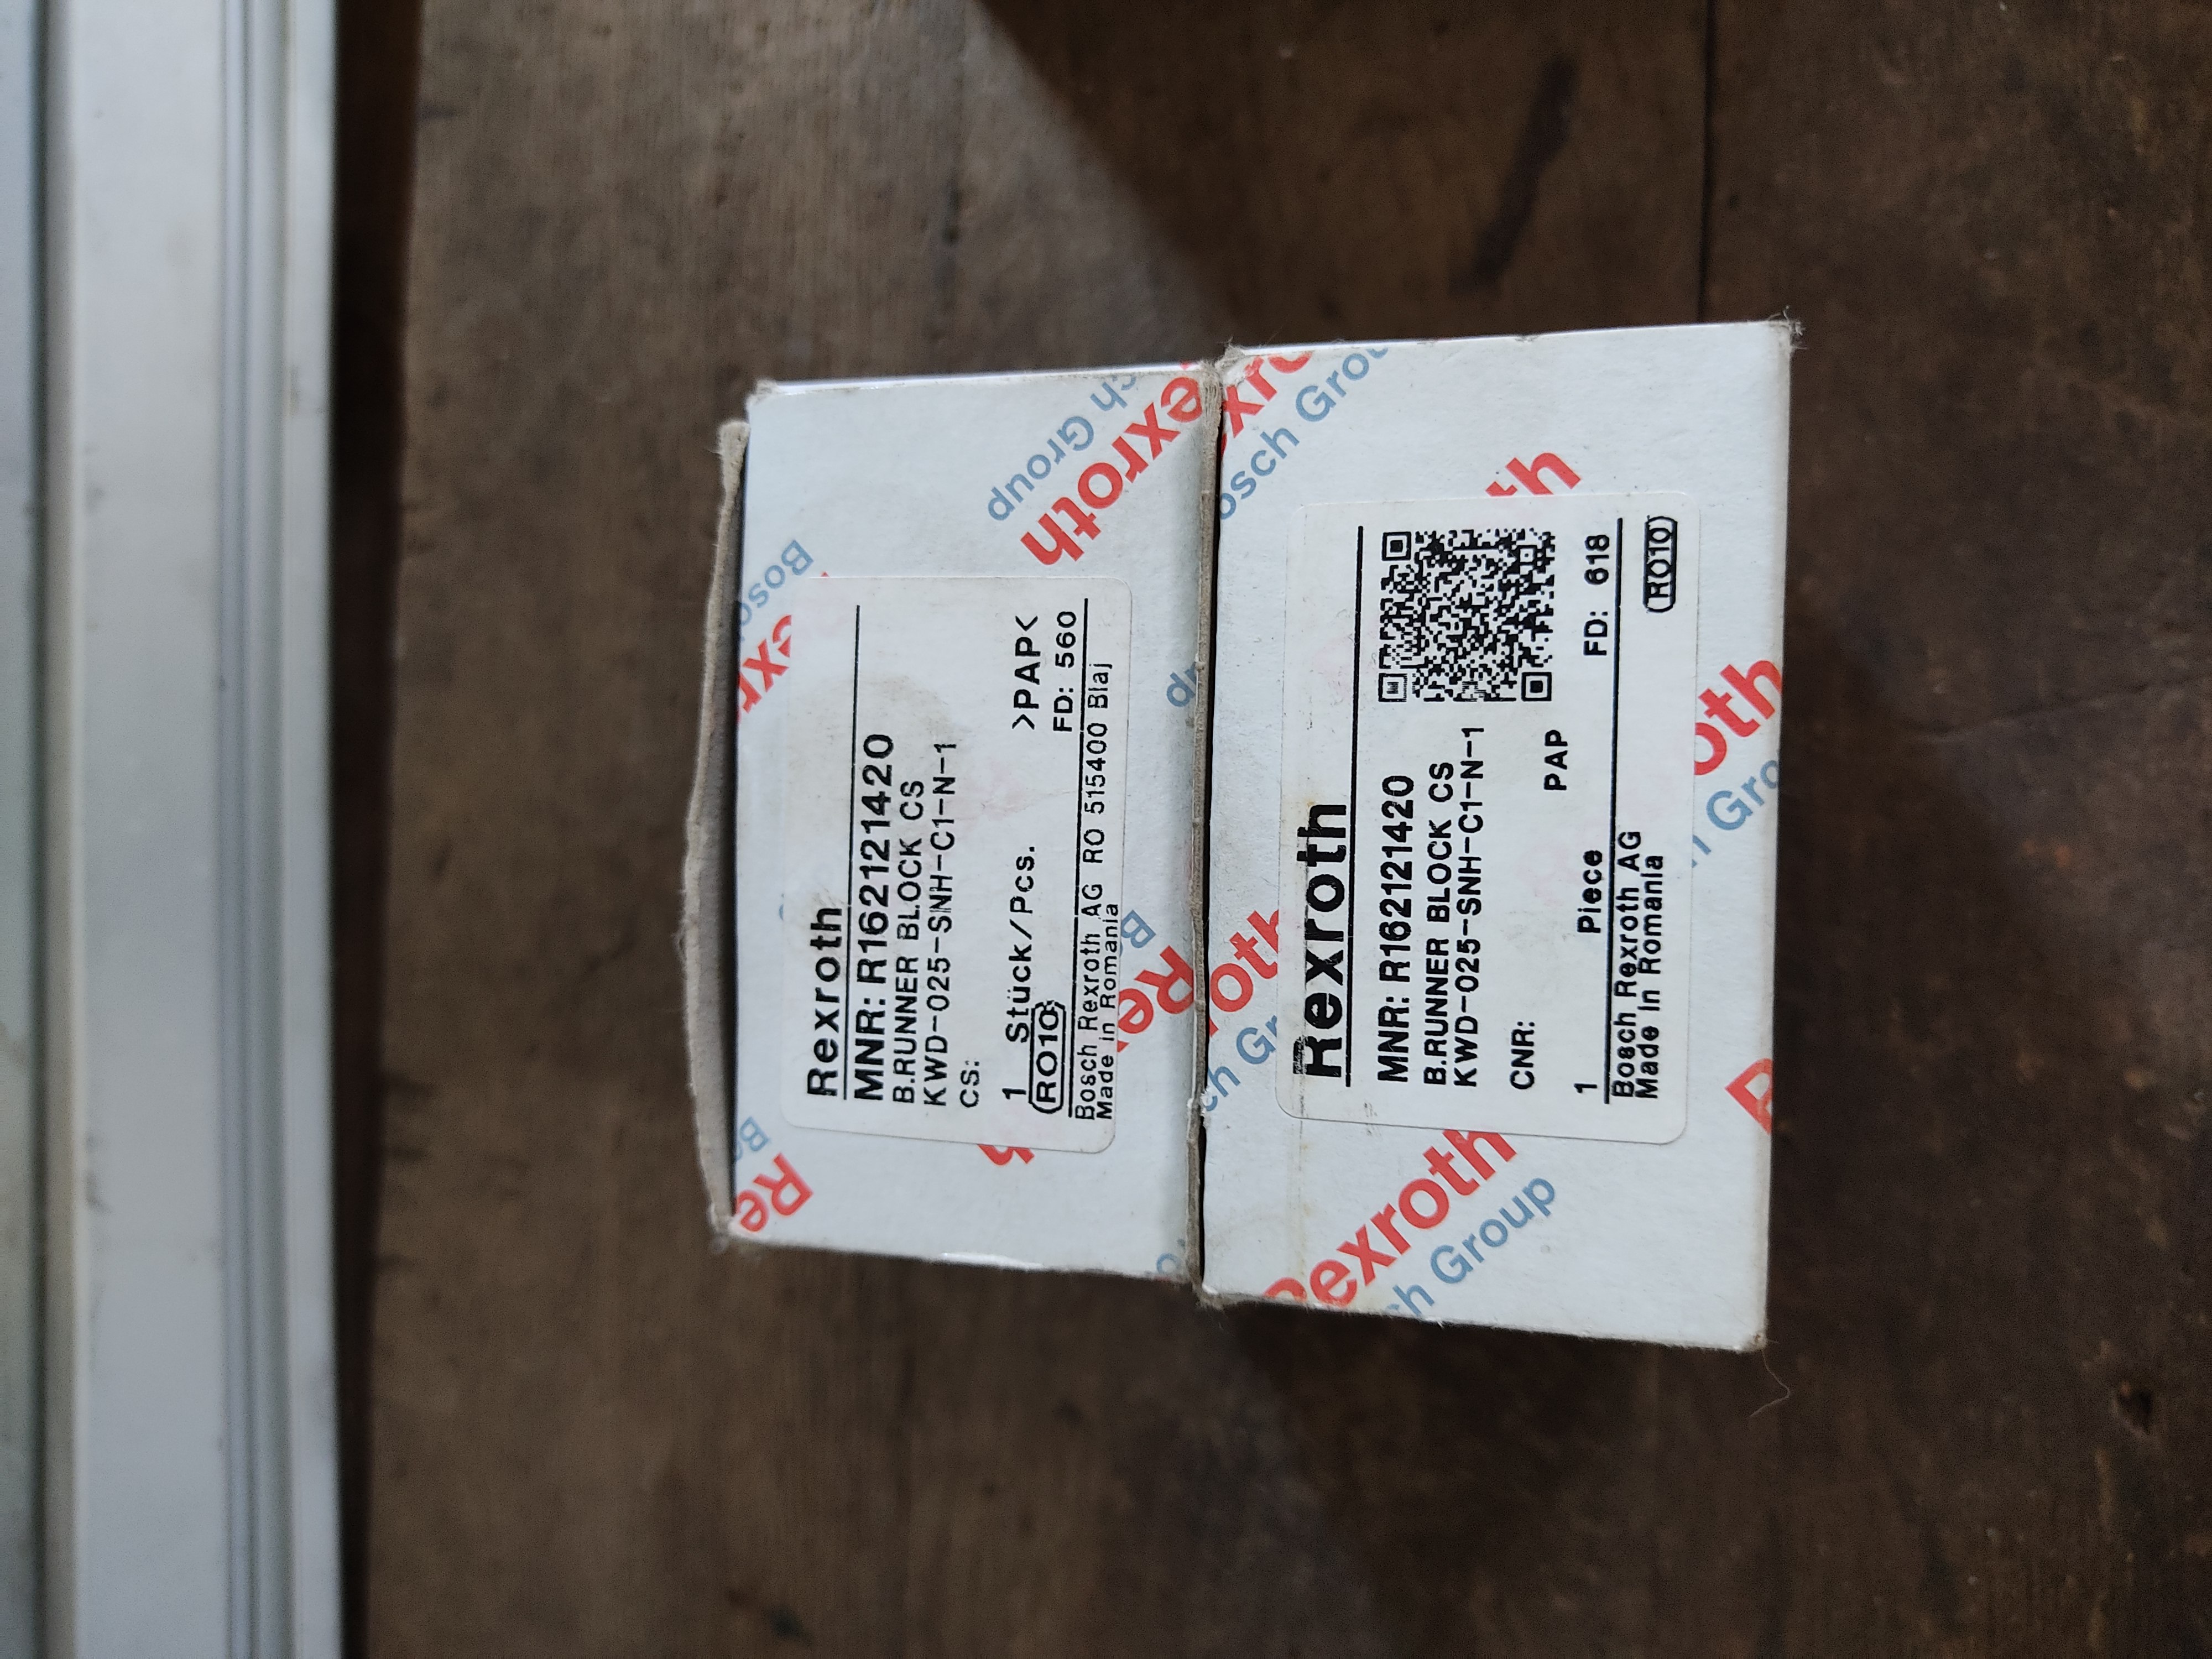 Rexroth
MNR: R162121420
B.RUNNER BLOCK CS
KWD-025-SNH-C1-N-1
CS:
1 Stück/Pcs. >PAP<
RO10 FD: 560
Bosch Rexroth AG RO 515400 Blaj
Made in Romania
Rexroth
MNR: R162121420
B.RUNNER BLOCK CS
KWD-025-SNH-C1-N-1
CNR:
PAP
1 Piece FD: 618
Bosch Rexroth AG
Made in Romania
RO10
Rexroth
Bosch Group